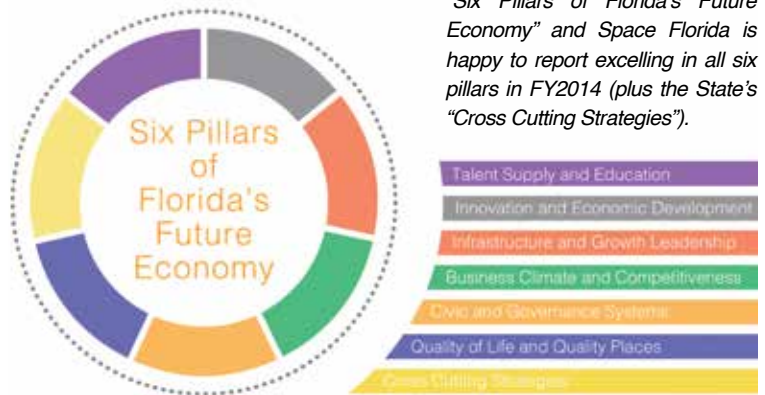 "Six Pillars of Florida's Future
Economy" and Space Florida is
happy to report excelling in all six
pillars in FY2014 (plus the State's
"Cross Cutting Strategies").
Six Pillars
of
Florida's
Future
Economy
Talent Supply and Education
Innovation and Economic Development
Infrastructure and Growth Leadership
Business Climate and Competitiveness
Civic and Governance Systems
Quality of Life and Quality Places
Cross Cutting Strategies